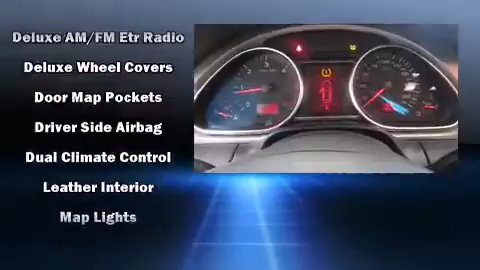 Deluxe AM/FM Etr Radio
Deluxe Wheel Covers
Door Map Pockets
Driver Side Airbag
Dual Climate Control
Leather Interior
Map Lights